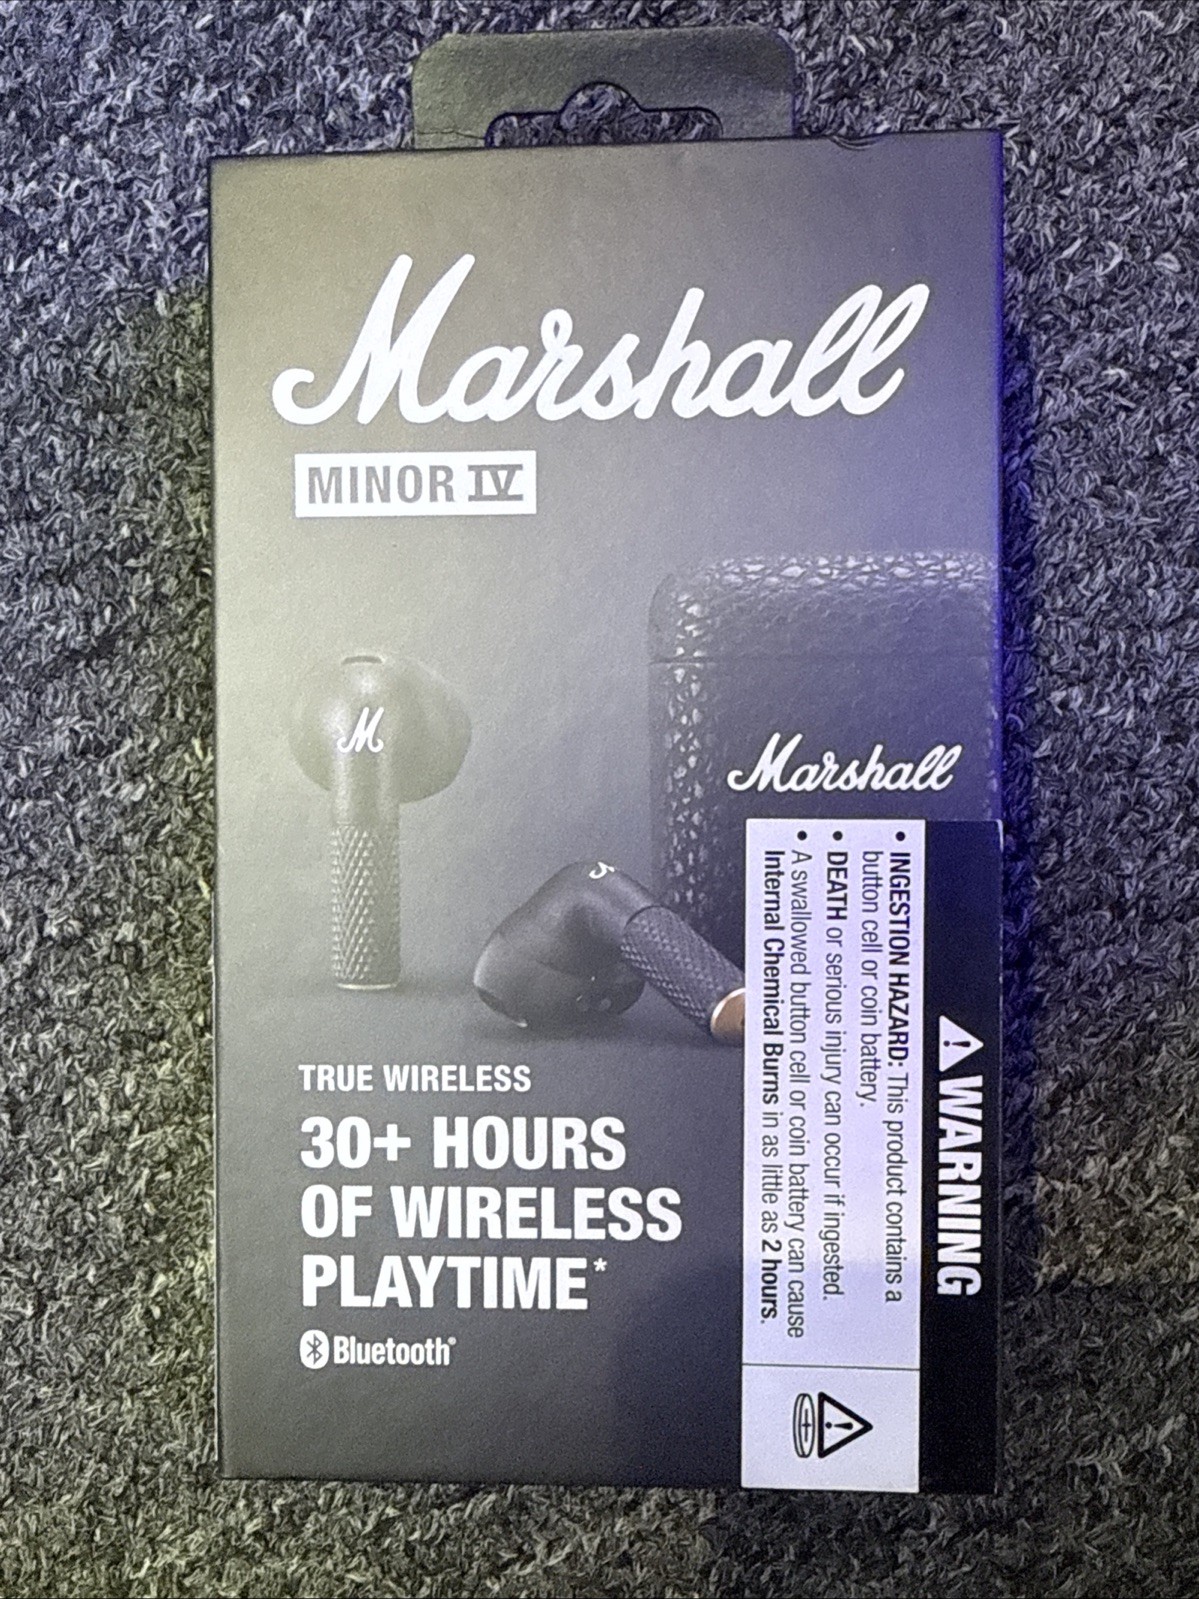 Marshall
MINOR IV
M
Marshall
⚠ WARNING
• INGESTION HAZARD: This product contains a
button cell or coin battery.
• DEATH or serious injury can occur if ingested.
• A swallowed button cell or coin battery can cause
Internal Chemical Burns in as little as 2 hours.
TRUE WIRELESS
30+ HOURS
OF WIRELESS
PLAYTIME*
Bluetooth®